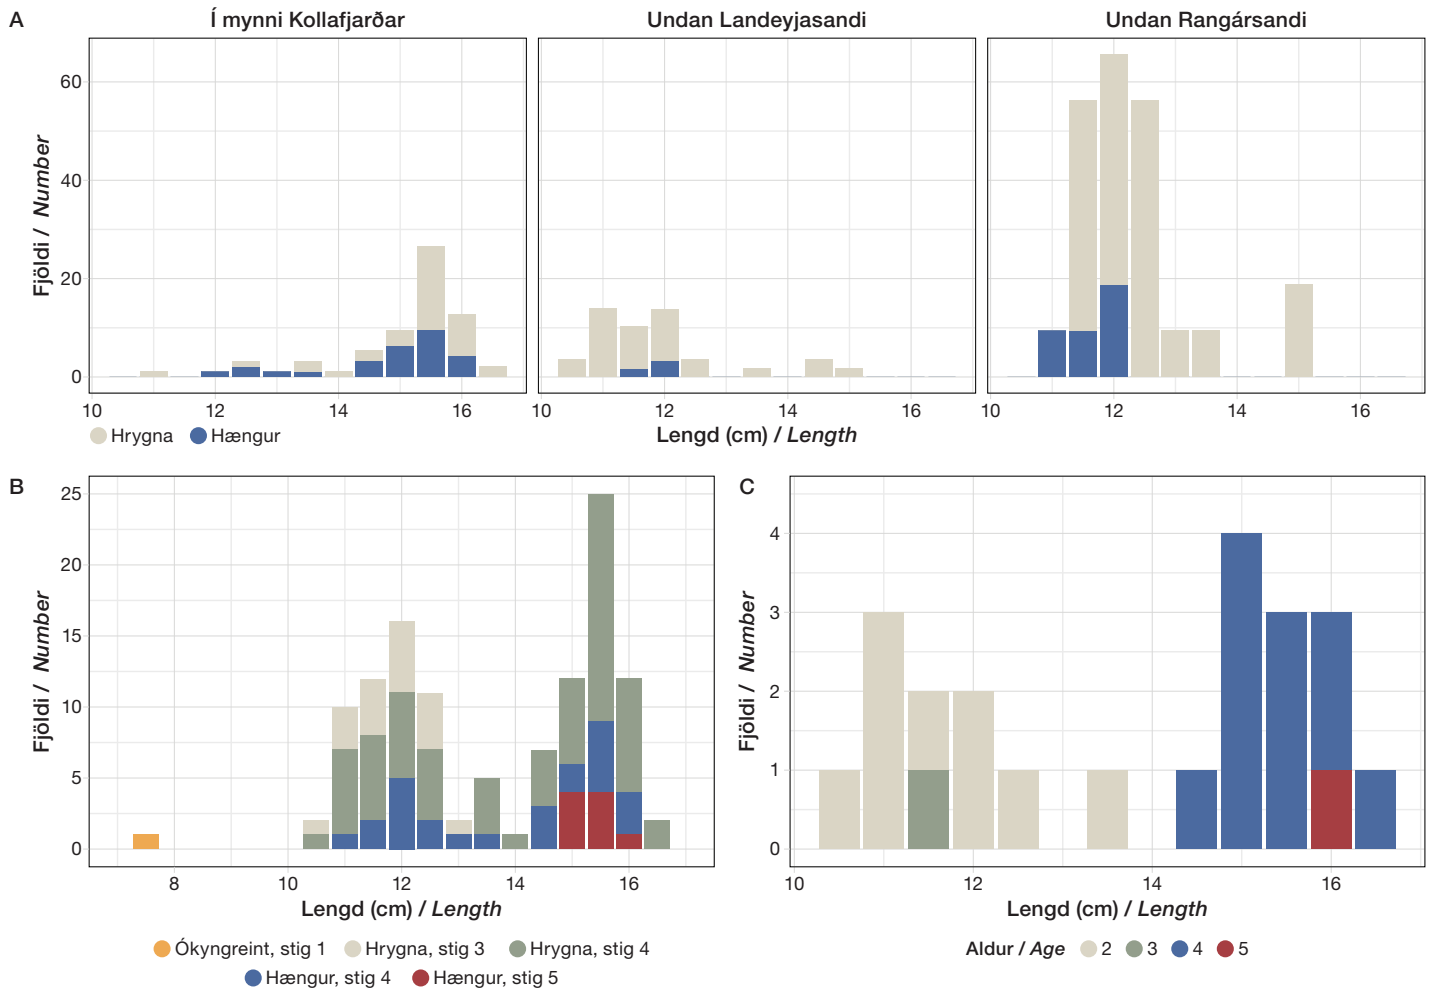 A
Í mynni Kollafjarðar
Undan Landeyjasandi
Undan Rangársandi
Fjöldi / Number
60
40
20
0
10 12 14 16
10 12 14 16
10 12 14 16
Lengd (cm) / Length
Hrygna Hængur
B
Fjöldi / Number
25
20
15
10
5
0
8 10 12 14 16
Lengd (cm) / Length
Ókyngreint, stig 1 Hrygna, stig 3 Hrygna, stig 4
Hængur, stig 4 Hængur, stig 5
C
Fjöldi / Number
4
3
2
1
0
10 12 14 16
Lengd (cm) / Length
Aldur / Age 2 3 4 5